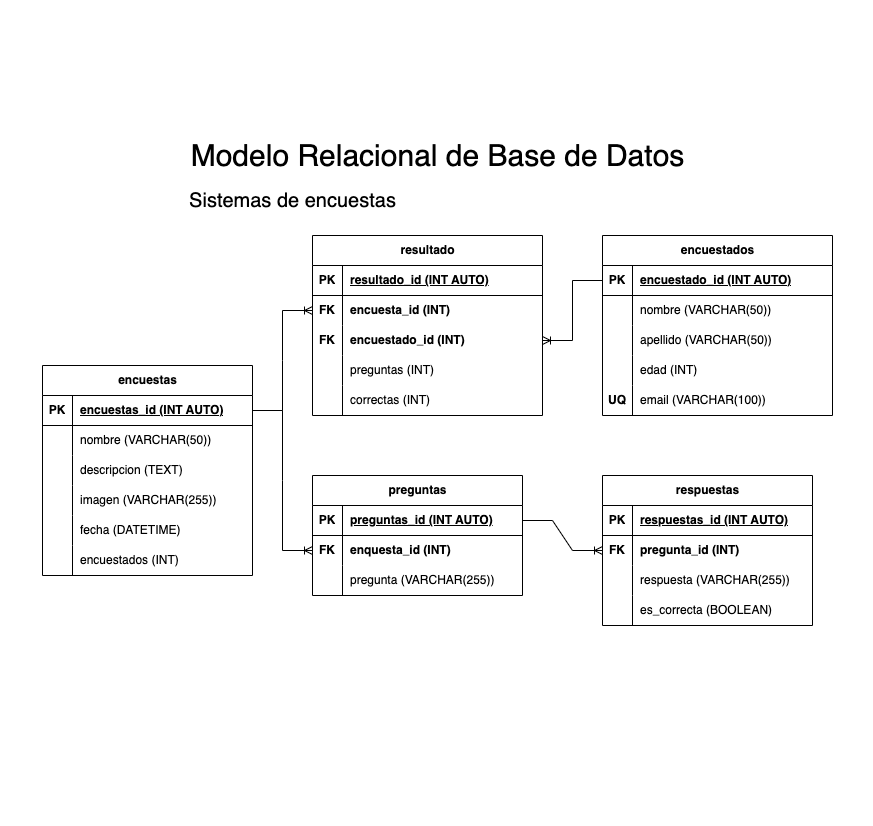 Modelo Relacional de Base de Datos
Sistemas de encuestas
resultado
PK resultado_id (INT AUTO)
FK encuesta_id (INT)
FK encuestado_id (INT)
preguntas (INT)
correctas (INT)
encuestados
PK encuestado_id (INT AUTO)
nombre (VARCHAR(50))
apellido (VARCHAR(50))
edad (INT)
UQ email (VARCHAR(100))
encuestas
PK encuestas_id (INT AUTO)
nombre (VARCHAR(50))
descripcion (TEXT)
imagen (VARCHAR(255))
fecha (DATETIME)
encuestados (INT)
preguntas
PK preguntas_id (INT AUTO)
FK enquesta_id (INT)
pregunta (VARCHAR(255))
respuestas
PK respuestas_id (INT AUTO)
FK pregunta_id (INT)
respuesta (VARCHAR(255))
es_correcta (BOOLEAN)